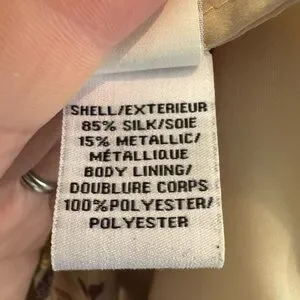 SHELL/EXTERIEUR
85% SILK/SOIE
15% METALLIC/
MÉTALLIQUE
BODY LINING/
DOUBLURE CORPS
100%POLYESTER/
POLYESTER